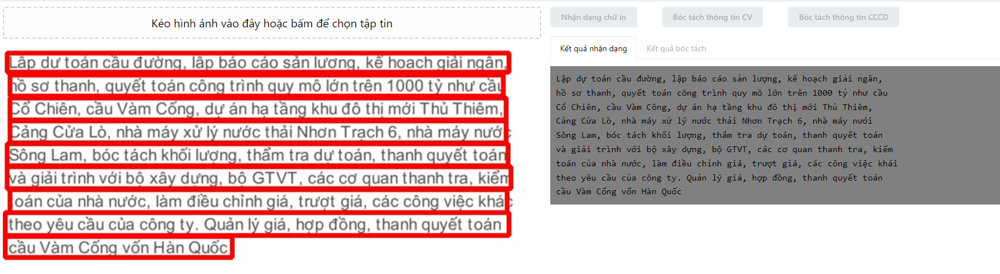 Kéo hình ảnh vào đây hoặc bấm để chọn tập tin
Lập dự toán cầu đường, lập báo cáo sản lượng, kế hoạch giải ngân,
hồ sơ thanh, quyết toán công trình quy mô lớn trên 1000 tỷ như cầu
Cổ Chiên, cầu Vàm Cống, dự án hạ tầng khu đô thị mới Thủ Thiêm,
Cảng Cửa Lò, nhà máy xử lý nước thải Nhơn Trạch 6, nhà máy nước
Sông Lam, bóc tách khối lượng, thẩm tra dự toán, thanh quyết toán
và giải trình với bộ xây dựng, bộ GTVT, các cơ quan thanh tra, kiểm
toán của nhà nước, làm điều chỉnh giá, trượt giá, các công việc khác
theo yêu cầu của công ty. Quản lý giá, hợp đồng, thanh quyết toán
cầu Vàm Cống vốn Hàn Quốc
Nhận dạng chữ in
Bóc tách thông tin CV
Bóc tách thông tin CCCD
Kết quả nhận dạng
Kết quả bóc tách
Lập dự toán cầu đường, lập báo cáo sản lượng, kế hoạch giải ngân,
hồ sơ thanh, quyết toán công trình quy mô lớn trên 1000 tỷ như cầu
Cổ Chiên, cầu Vàm Công, dự án hạ tầng khu đô thị mới Thủ Thiêm,
Cảng Cửa Lò, nhà máy xử lý nước thải Nhơn Trạch 6, nhà máy nưới
Sông Lam, bóc tách khối lượng, thẩm tra dự toán, thanh quyết toán
và giải trình với bộ xây dựng, bộ GTVT, các cơ quan thanh tra, kiếm
toán của nhà nước, làm điều chỉnh giá, trượt giá, các công việc khái
theo yêu cầu của công ty. Quản lý giá, hợp đồng, thanh quyết toán
cầu Vàm Cống vốn Hàn Quốc